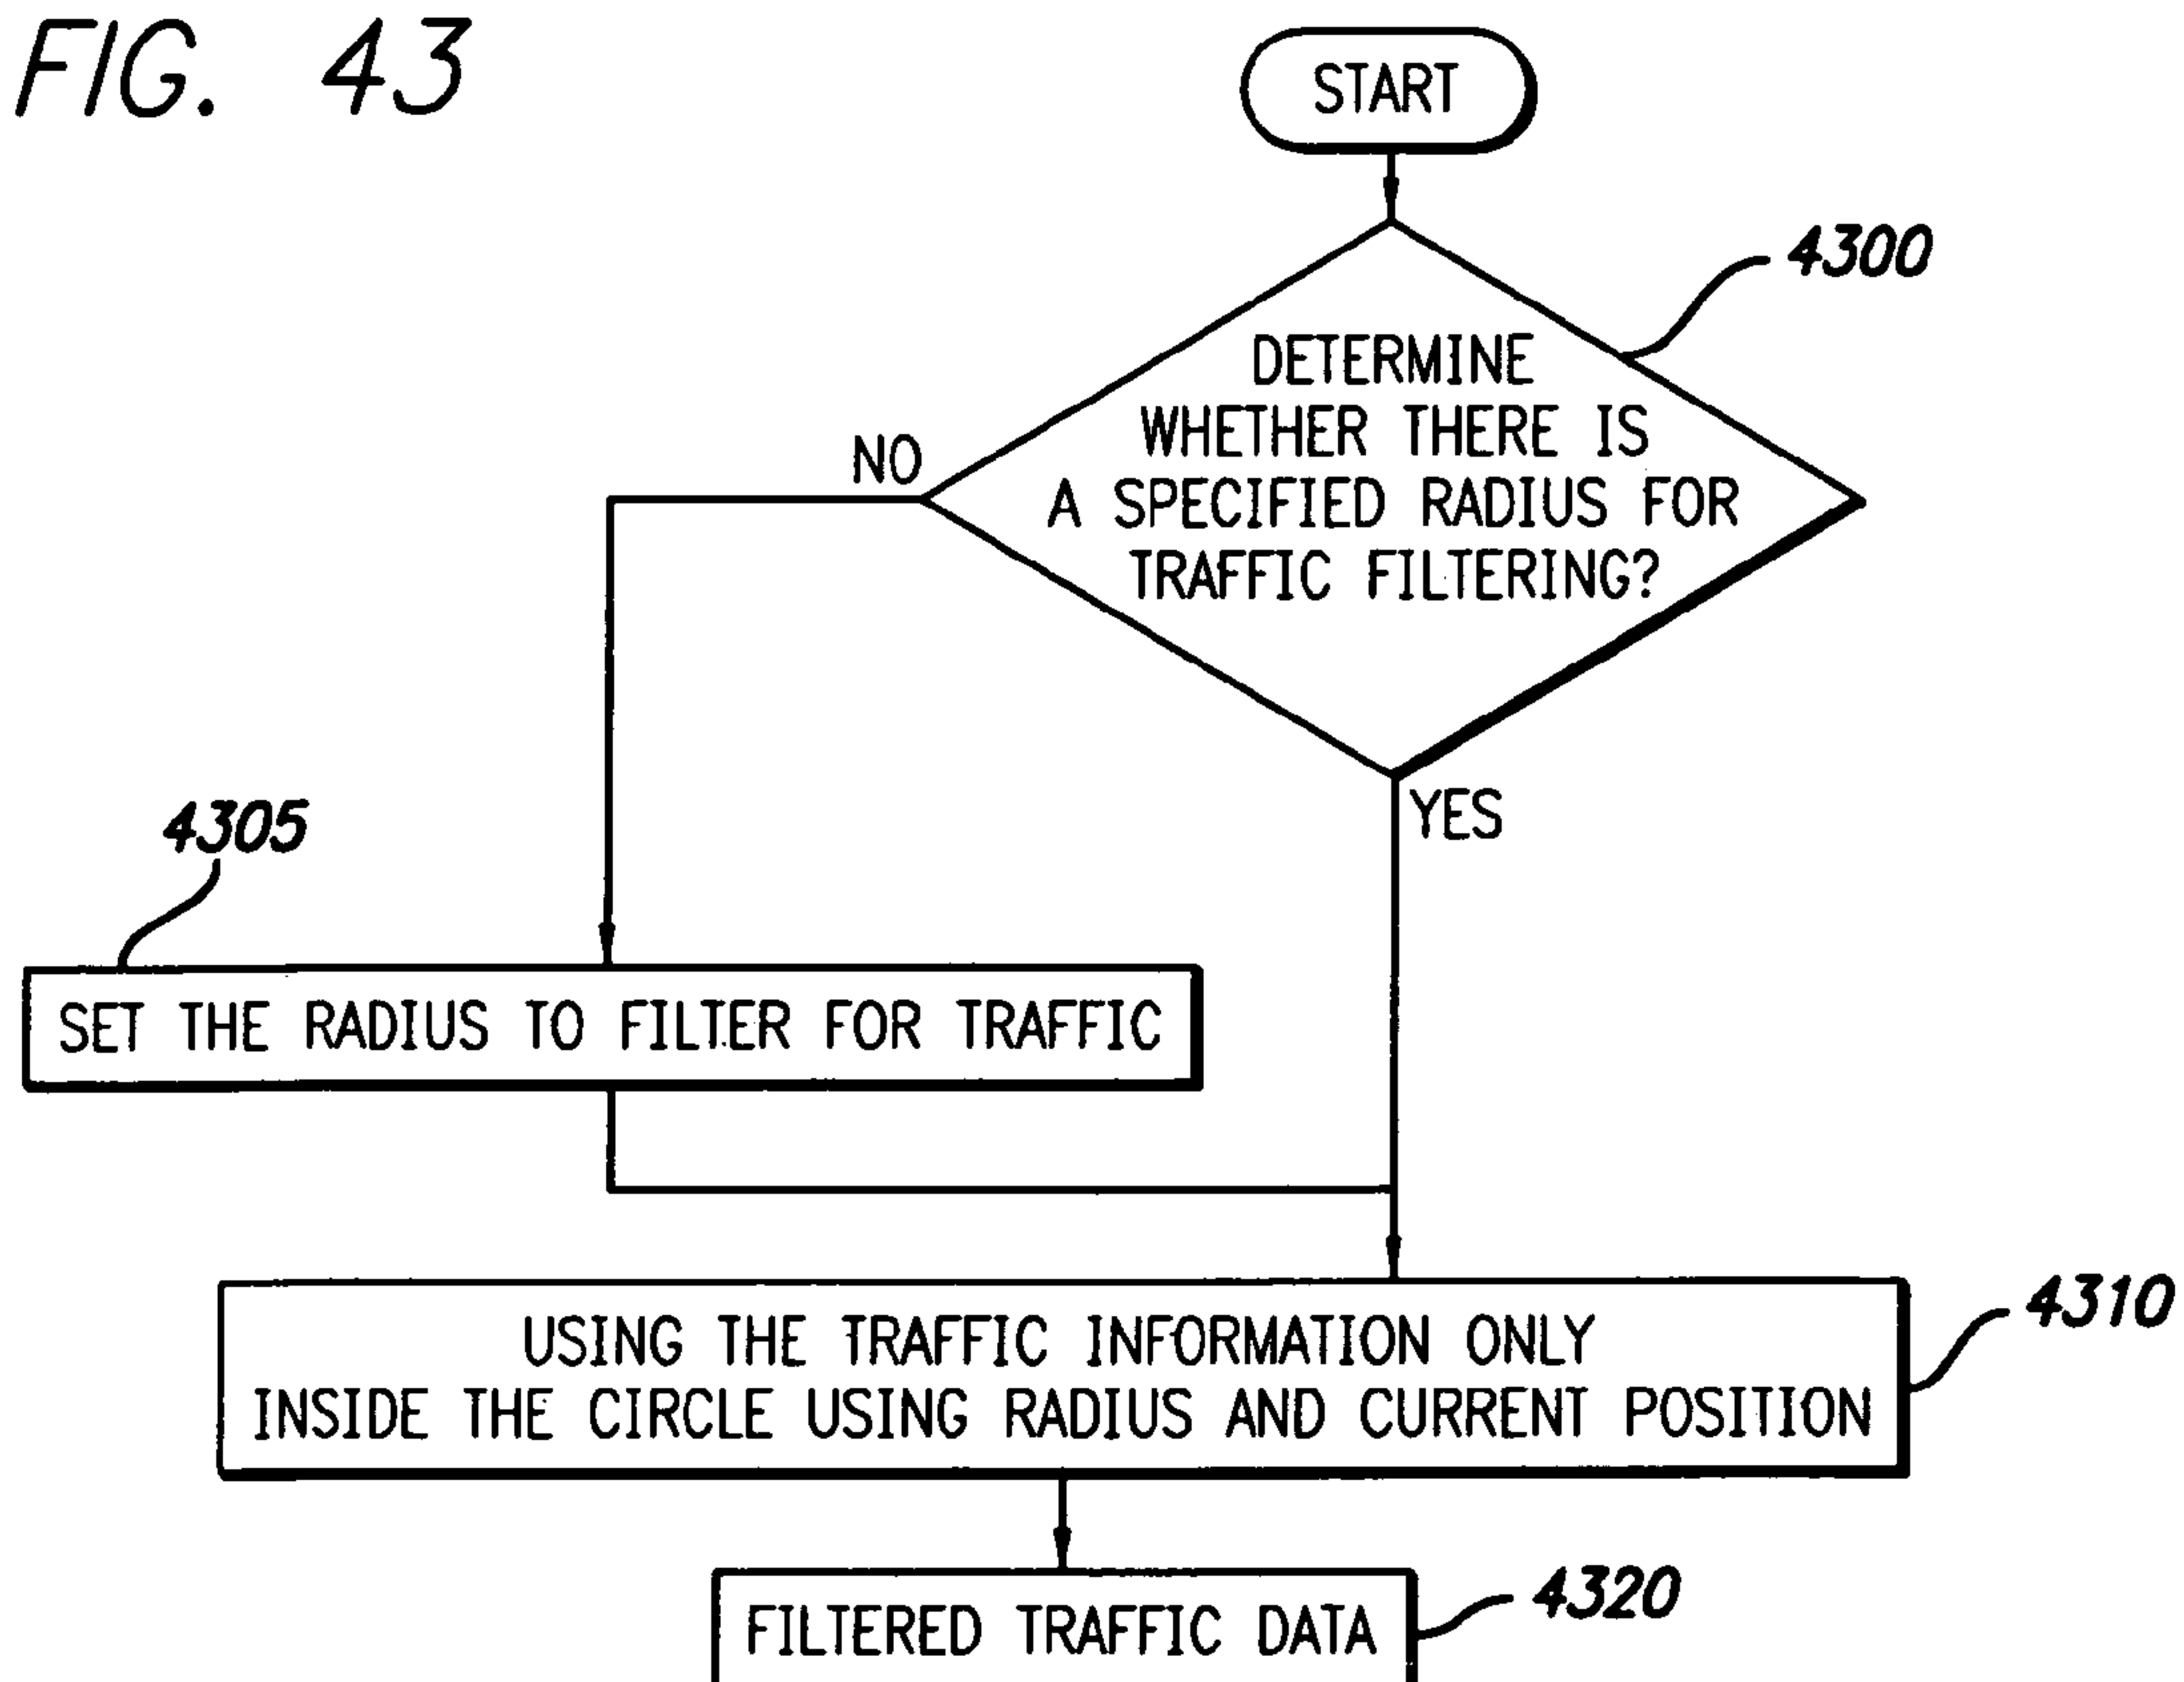 FIG. 43
START
4300
DETERMINE
WHETHER THERE IS
A SPECIFIED RADIUS FOR
TRAFFIC FILTERING?
NO
YES
4305
SET THE RADIUS TO FILTER FOR TRAFFIC
4310
USING THE TRAFFIC INFORMATION ONLY
INSIDE THE CIRCLE USING RADIUS AND CURRENT POSITION
4320
FILTERED TRAFFIC DATA